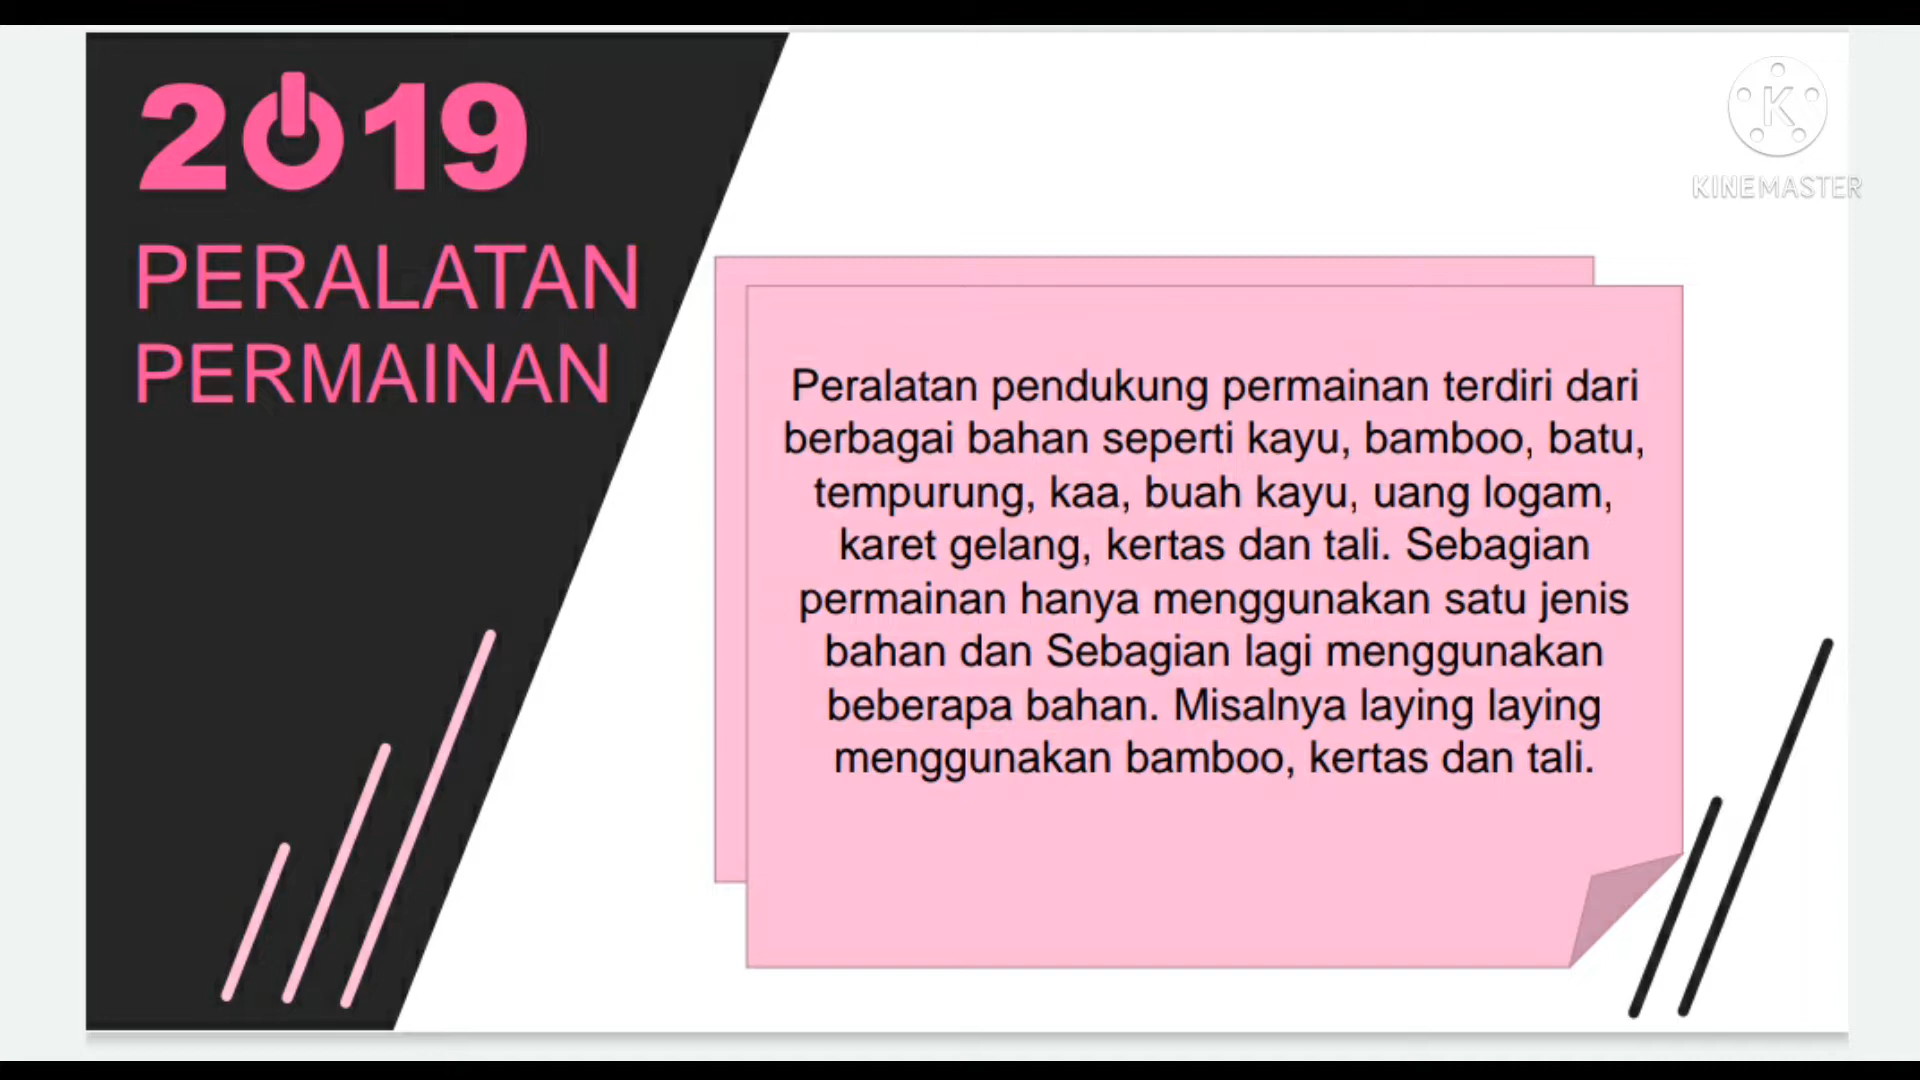 2019
PERALATAN
PERMAINAN
KINEMASTER
Peralatan pendukung permainan terdiri dari
berbagai bahan seperti kayu, bamboo, batu,
tempurung, kaa, buah kayu, uang logam,
karet gelang, kertas dan tali. Sebagian
permainan hanya menggunakan satu jenis
bahan dan Sebagian lagi menggunakan
beberapa bahan. Misalnya laying laying
menggunakan bamboo, kertas dan tali.